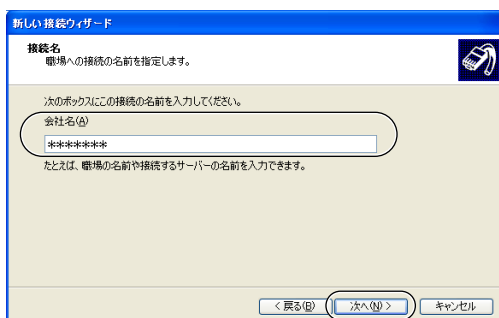 新しい接続ウィザード
接続名
職場への接続の名前を指定します。
次のボックスにこの接続の名前を入力してください。
会社名(A)
*******
たとえば、職場の名前や接続するサーバーの名前を入力できます。
< 戻る(B) 次へ(N) > キャンセル